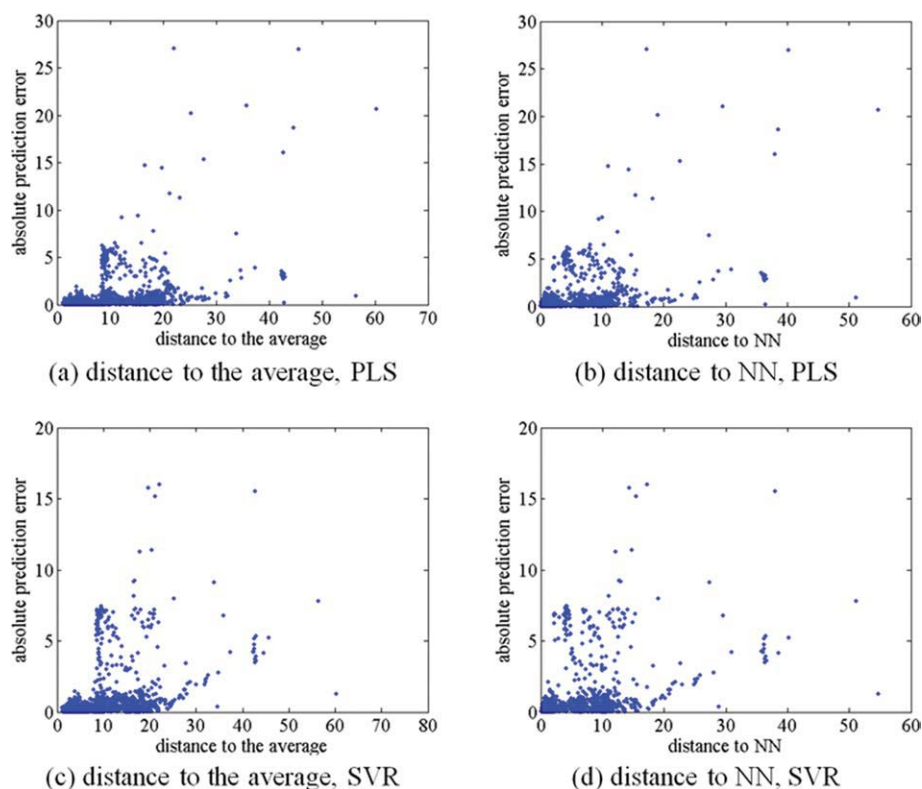 30
25
20
15
10
5
0
absolute prediction error
0 10 20 30 40 50 60 70
distance to the average
(a) distance to the average, PLS
30
25
20
15
10
5
0
absolute prediction error
0 10 20 30 40 50 60
distance to NN
(b) distance to NN, PLS
20
15
10
5
0
absolute prediction error
0 10 20 30 40 50 60 70 80
distance to the average
(c) distance to the average, SVR
20
15
10
5
0
absolute prediction error
0 10 20 30 40 50 60
distance to NN
(d) distance to NN, SVR